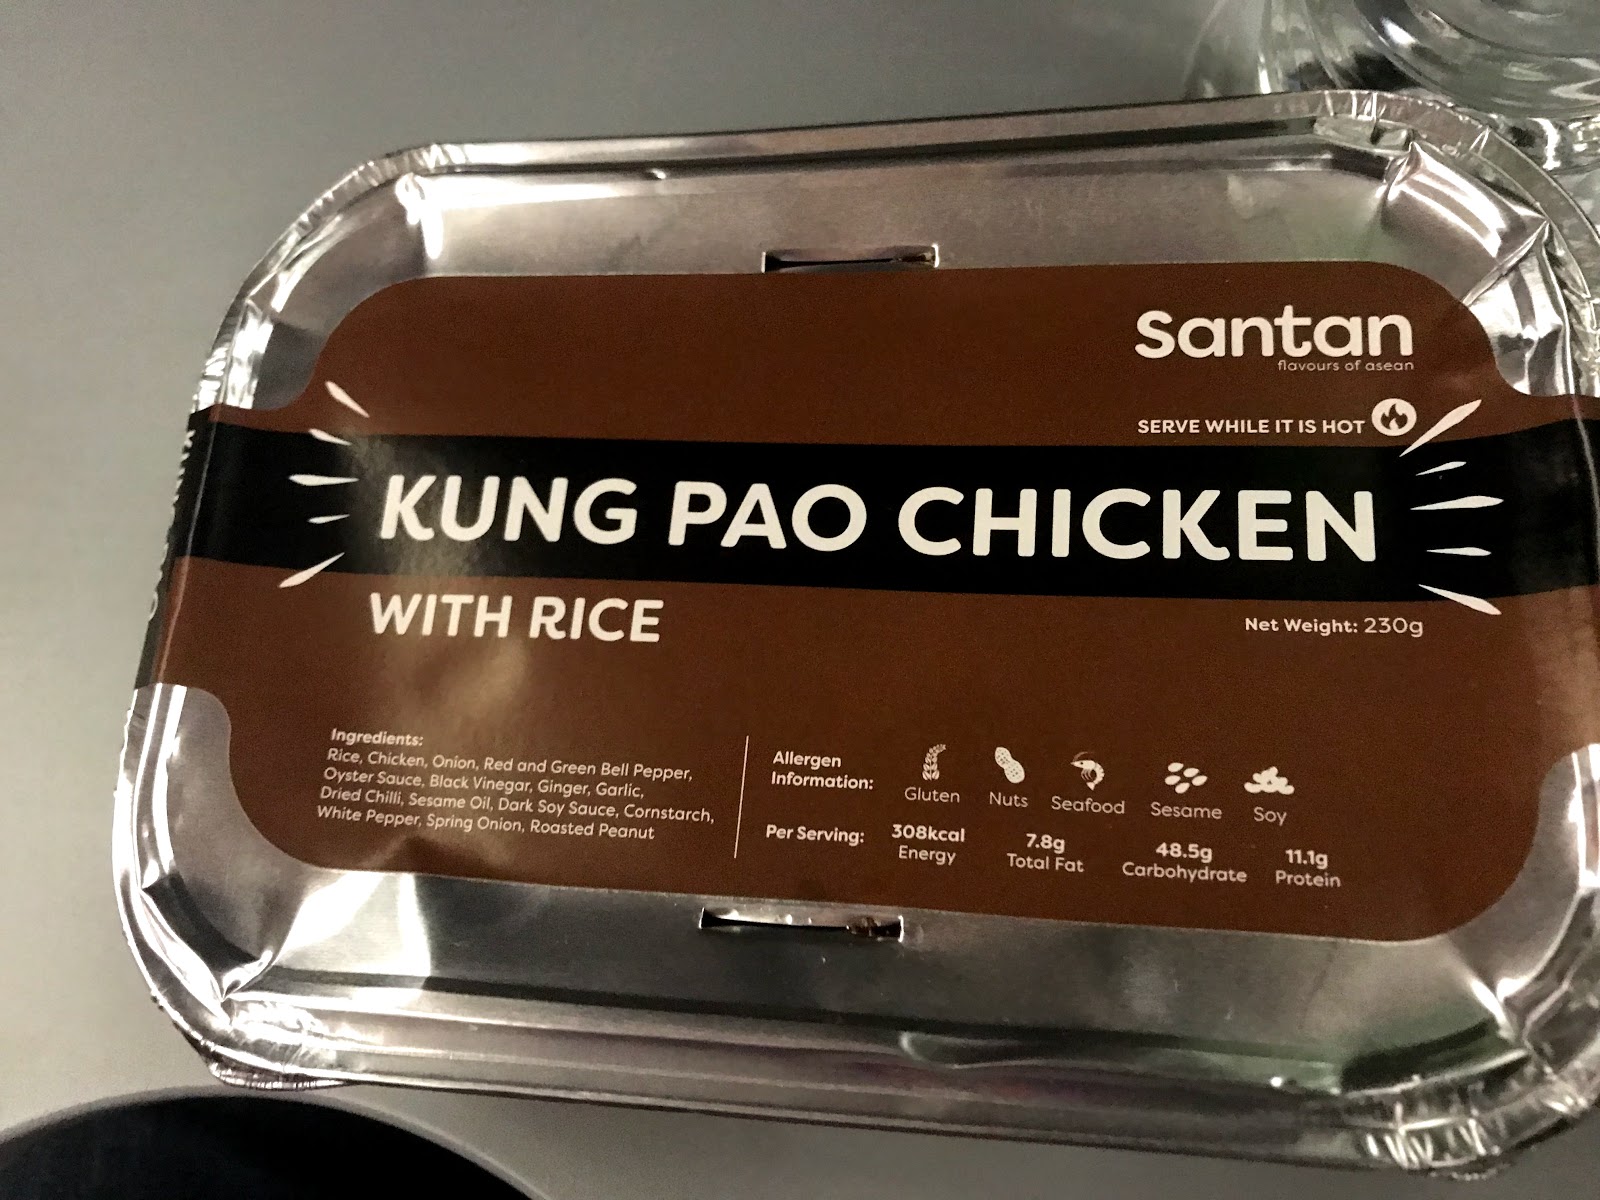 santan
flavours of asean
SERVE WHILE IT IS HOT
KUNG PAO CHICKEN
WITH RICE
Net Weight: 230g
Ingredients:
Rice, Chicken, Onion, Red and Green Bell Pepper,
Oyster Sauce, Black Vinegar, Ginger, Garlic,
Dried Chilli, Sesame Oil, Dark Soy Sauce, Cornstarch,
White Pepper, Spring Onion, Roasted Peanut
Allergen
Information:
Gluten Nuts Seafood Sesame Soy
Per Serving: 308kcal 7.8g 48.5g 11.1g
Energy Total Fat Carbohydrate Protein